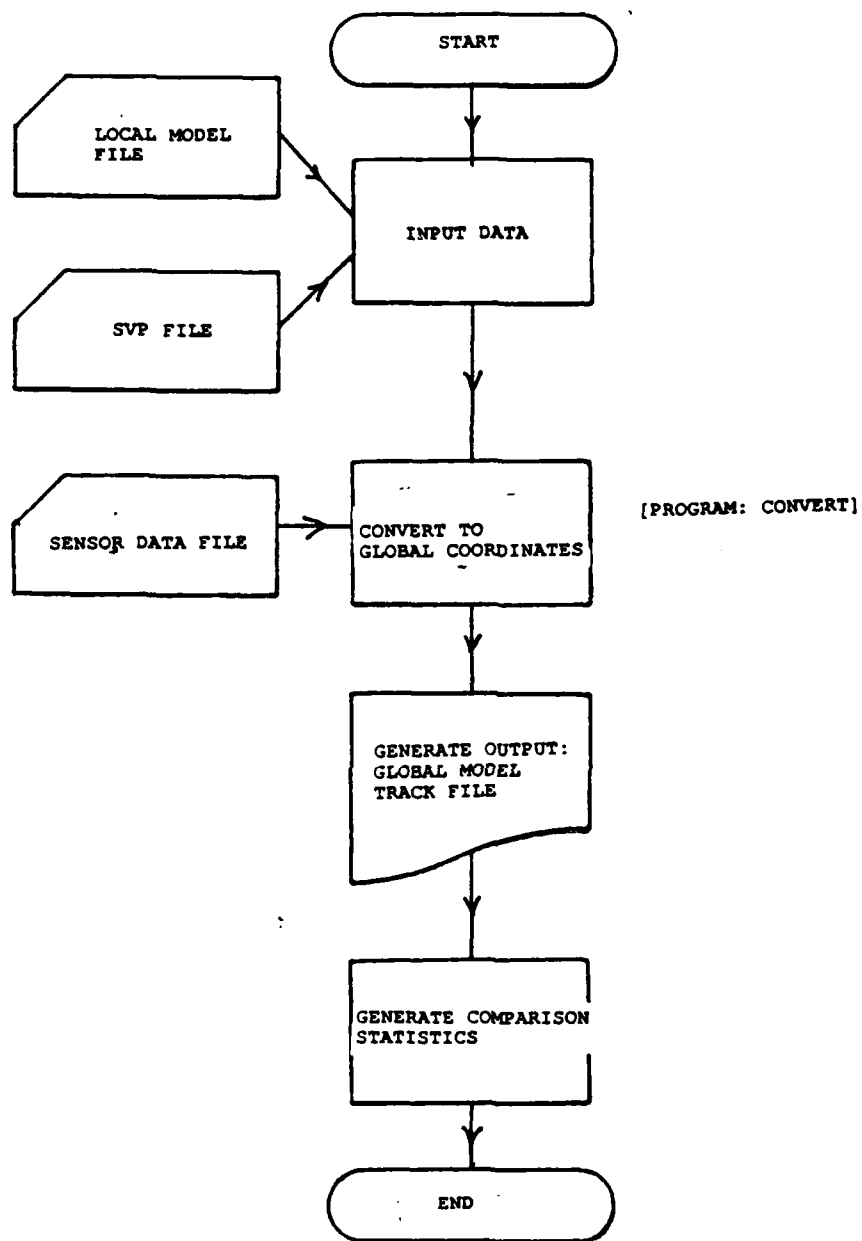 START
LOCAL MODEL
FILE
INPUT DATA
SVP FILE
SENSOR DATA FILE
CONVERT TO
GLOBAL COORDINATES
[PROGRAM: CONVERT]
GENERATE OUTPUT:
GLOBAL MODEL
TRACK FILE
GENERATE COMPARISON
STATISTICS
END